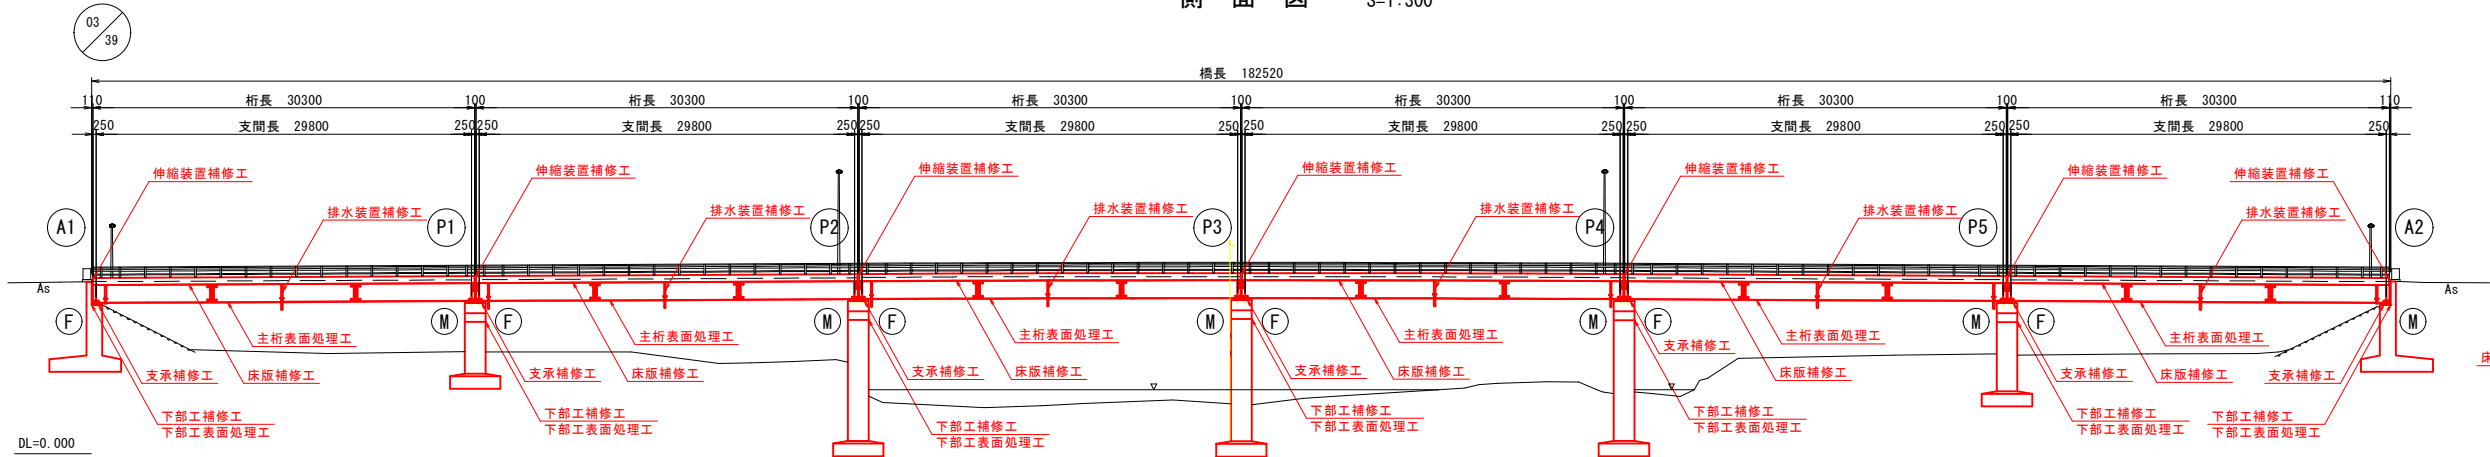 側 面 図 S=1:300
03
39
橋長 182520
110 桁長 30300 100 桁長 30300 100 桁長 30300 100 桁長 30300 100 桁長 30300 100 桁長 30300 110
250 支間長 29800 250 250 支間長 29800 250 250 支間長 29800 250 250 支間長 29800 250 250 支間長 29800 250 250 支間長 29800 250
伸縮装置補修工 伸縮装置補修工 伸縮装置補修工 伸縮装置補修工 伸縮装置補修工 伸縮装置補修工 伸縮装置補修工
排水装置補修工 排水装置補修工 排水装置補修工 排水装置補修工 排水装置補修工 排水装置補修工
A1 P1 P2 P3 P4 P5 A2
As As
F M F M F M F M F M F M
主桁表面処理工 主桁表面処理工 主桁表面処理工 主桁表面処理工 主桁表面処理工 主桁表面処理工
支承補修工 床版補修工 支承補修工 床版補修工 支承補修工 床版補修工 支承補修工 床版補修工 支承補修工 床版補修工 支承補修工 床版補修工 支承補修工
床
下部工補修工 下部工補修工 下部工補修工 下部工補修工 下部工補修工 下部工補修工 下部工補修工
下部工表面処理工 下部工表面処理工 下部工表面処理工 下部工表面処理工 下部工表面処理工 下部工表面処理工 下部工表面処理工
DL=0.000